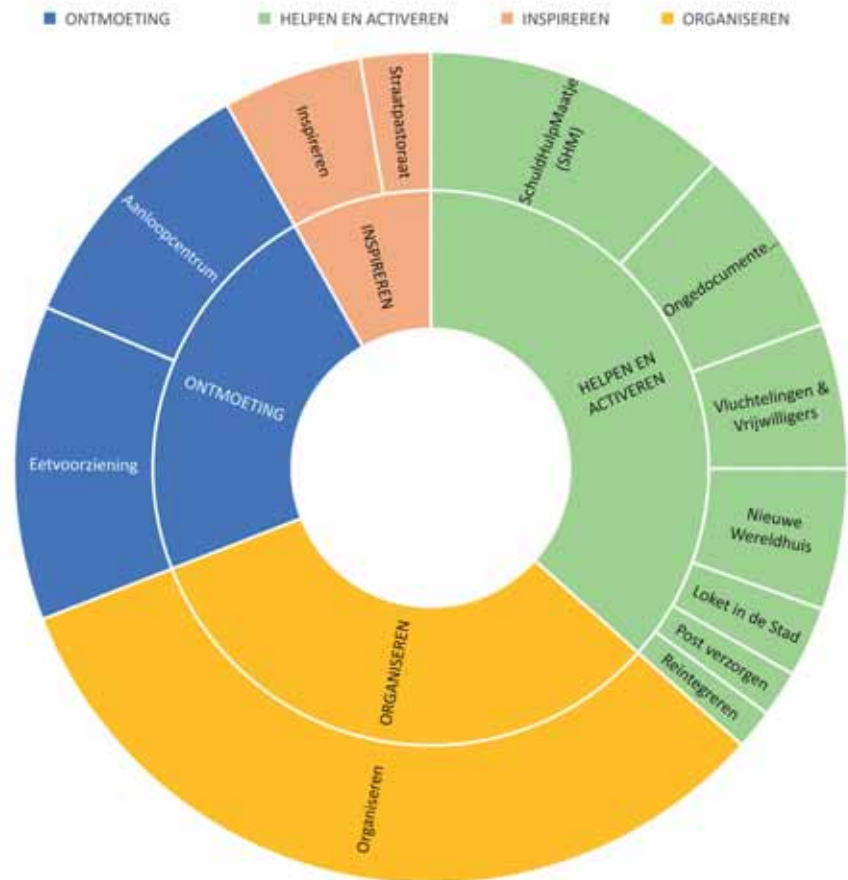 ONTMOETING HELPEN EN ACTIVEREN INSPIREREN ORGANISEREN
Straatpastoraat
Inspireren
INSPIREREN
Aanloopcentrum
Eetvoorziening
ONTMOETING
SchuldHulpMaatje
(SHM)
Ongedocumente...
Vluchtelingen &
Vrijwilligers
Nieuwe
Wereldhuis
Loket in de Stad
Post verzorgen
Reintegreren
HELPEN EN
ACTIVEREN
ORGANISEREN
Organiseren